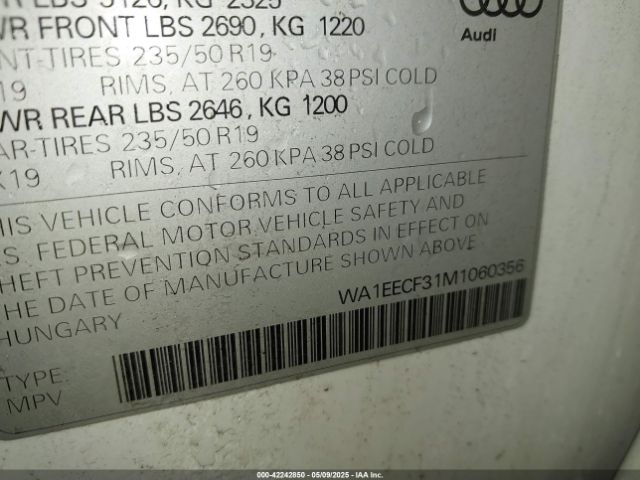 LBS 5126, KG 2325
WR FRONT LBS 2690, KG 1220
NT-TIRES 235/50 R19
19 RIMS, AT 260 KPA 38 PSI COLD
WR REAR LBS 2646, KG 1200
AR-TIRES 235/50 R19
X19 RIMS, AT 260 KPA 38 PSI COLD
Audi
HIS VEHICLE CONFORMS TO ALL APPLICABLE
.S. FEDERAL MOTOR VEHICLE SAFETY AND
HEFT PREVENTION STANDARDS IN EFFECT ON
THE DATE OF MANUFACTURE SHOWN ABOVE
HUNGARY
WA1EECF31M1060356
TYPE:
MPV
000-42242850 - 05/09/2025 - IAA Inc.